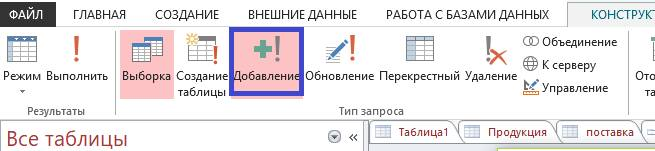 ФАЙЛ ГЛАВНАЯ СОЗДАНИЕ ВНЕШНИЕ ДАННЫЕ РАБОТА С БАЗАМИ ДАННЫХ КОНСТРУКТ
Режим Выполнить Выборка Создание таблицы Добавление Обновление Перекрестный Удаление
Объединение
К серверу
Управление
Ото
та
Результаты Тип запроса
Все таблицы Таблица1 Продукция поставка